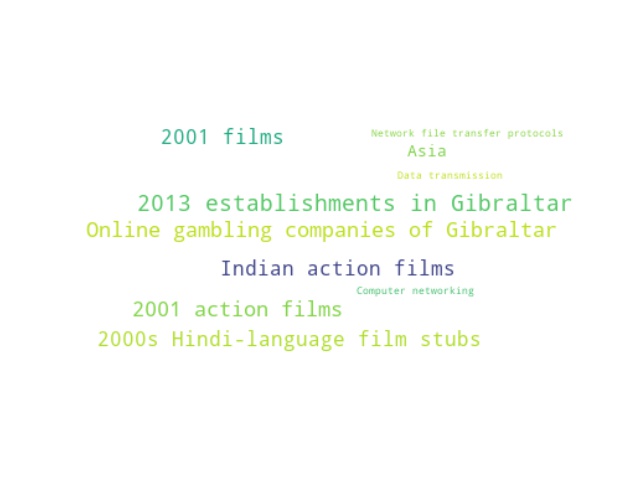 2001 films
Network file transfer protocols
Asia
Data transmission
2013 establishments in Gibraltar
Online gambling companies of Gibraltar
Indian action films
Computer networking
2001 action films
2000s Hindi-language film stubs